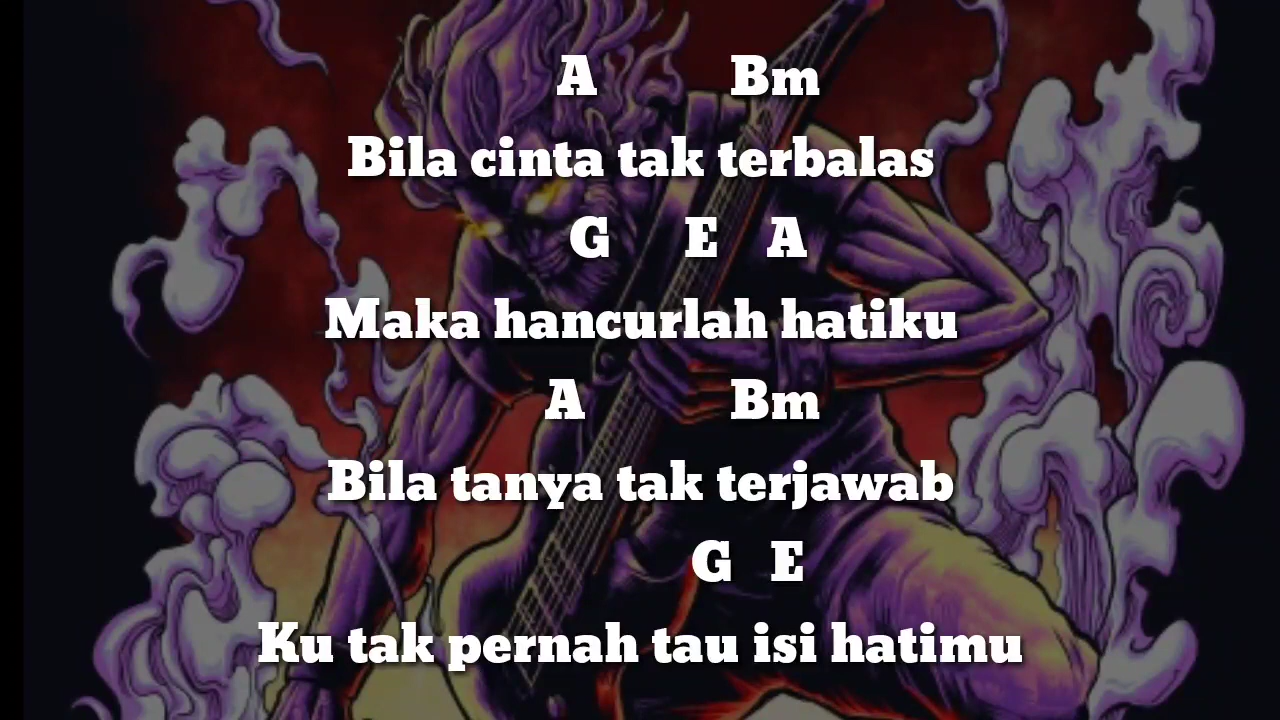 A Bm
Bila cinta tak terbalas
G E A
Maka hancurlah hatiku
A Bm
Bila tanya tak terjawab
G E
Ku tak pernah tau isi hatimu